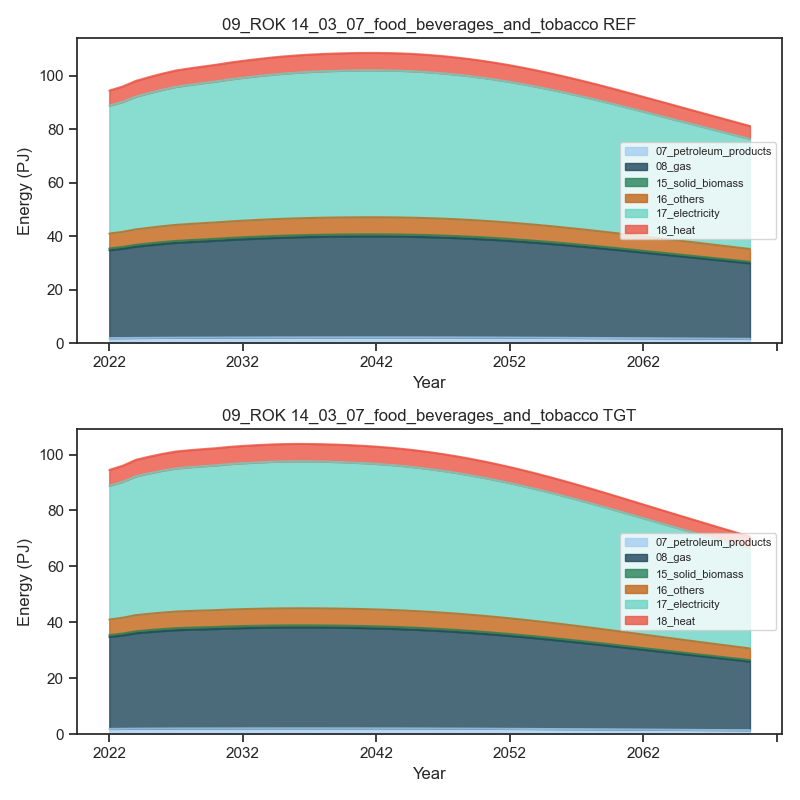 09_ROK 14_03_07_food_beverages_and_tobacco REF
Energy (PJ)
100
80
60
40
20
0
07_petroleum_products
08_gas
15_solid_biomass
16_others
17_electricity
18_heat
2022 2032 2042 2052 2062
Year
09_ROK 14_03_07_food_beverages_and_tobacco TGT
Energy (PJ)
100
80
60
40
20
0
07_petroleum_products
08_gas
15_solid_biomass
16_others
17_electricity
18_heat
2022 2032 2042 2052 2062
Year